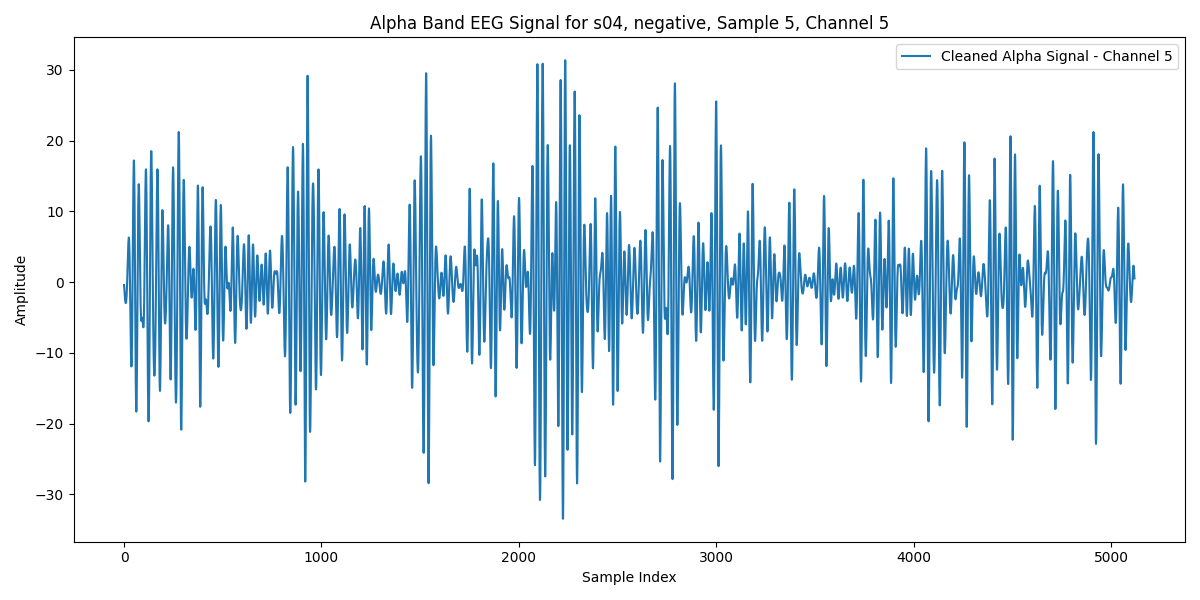 Alpha Band EEG Signal for s04, negative, Sample 5, Channel 5
Cleaned Alpha Signal - Channel 5
30
20
10
0
−10
−20
−30
Amplitude
0 1000 2000 3000 4000 5000
Sample Index